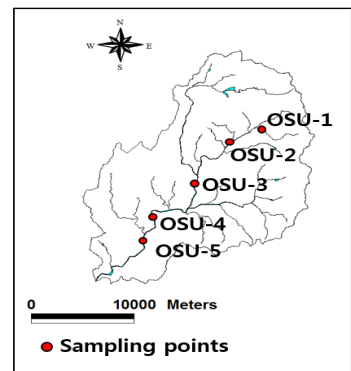 N
W E
S
OSU-1
OSU-2
OSU-3
OSU-4
OSU-5
0 10000 Meters
Sampling points